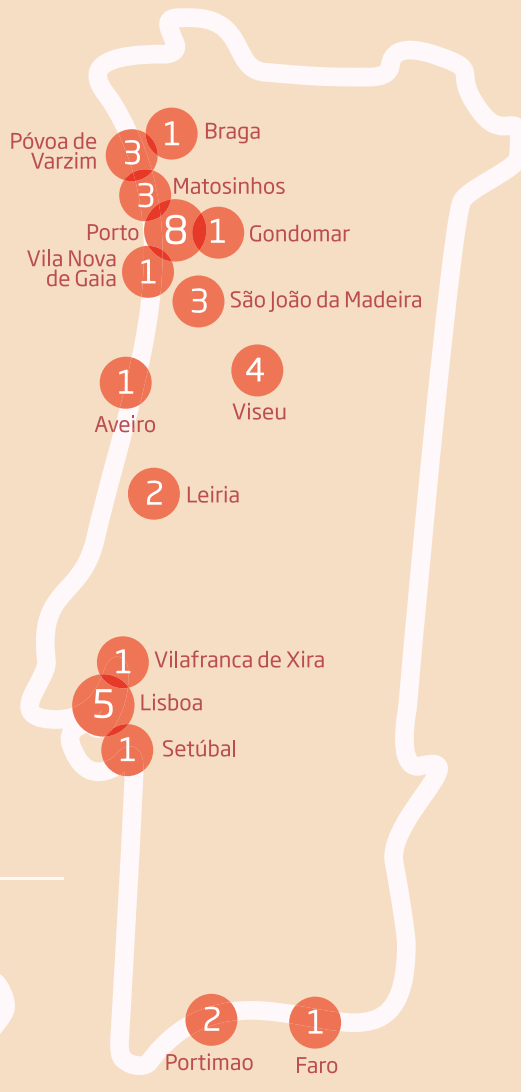 1
Braga
Póvoa de
Varzim
3
3
Matosinhos
Porto
8
1
Gondomar
Vila Nova
de Gaia
1
3
São João da Madeira
1
Aveiro
4
Viseu
2
Leiria
1
Vilafranca de Xira
5
Lisboa
1
Setúbal
2
Portimao
1
Faro